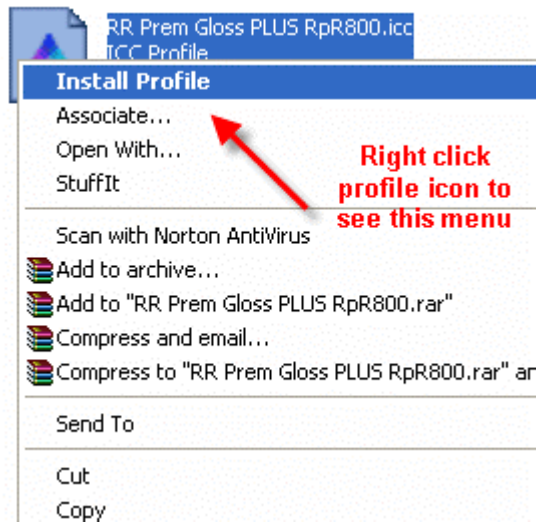 RR Prem Gloss PLUS RpR800.icc
ICC Profile
Install Profile
Associate...
Open With...
StuffIt
Right click
profile icon to
see this menu
Scan with Norton AntiVirus
Add to archive...
Add to "RR Prem Gloss PLUS RpR800.rar"
Compress and email...
Compress to "RR Prem Gloss PLUS RpR800.rar" an
Send To
Cut
Copy